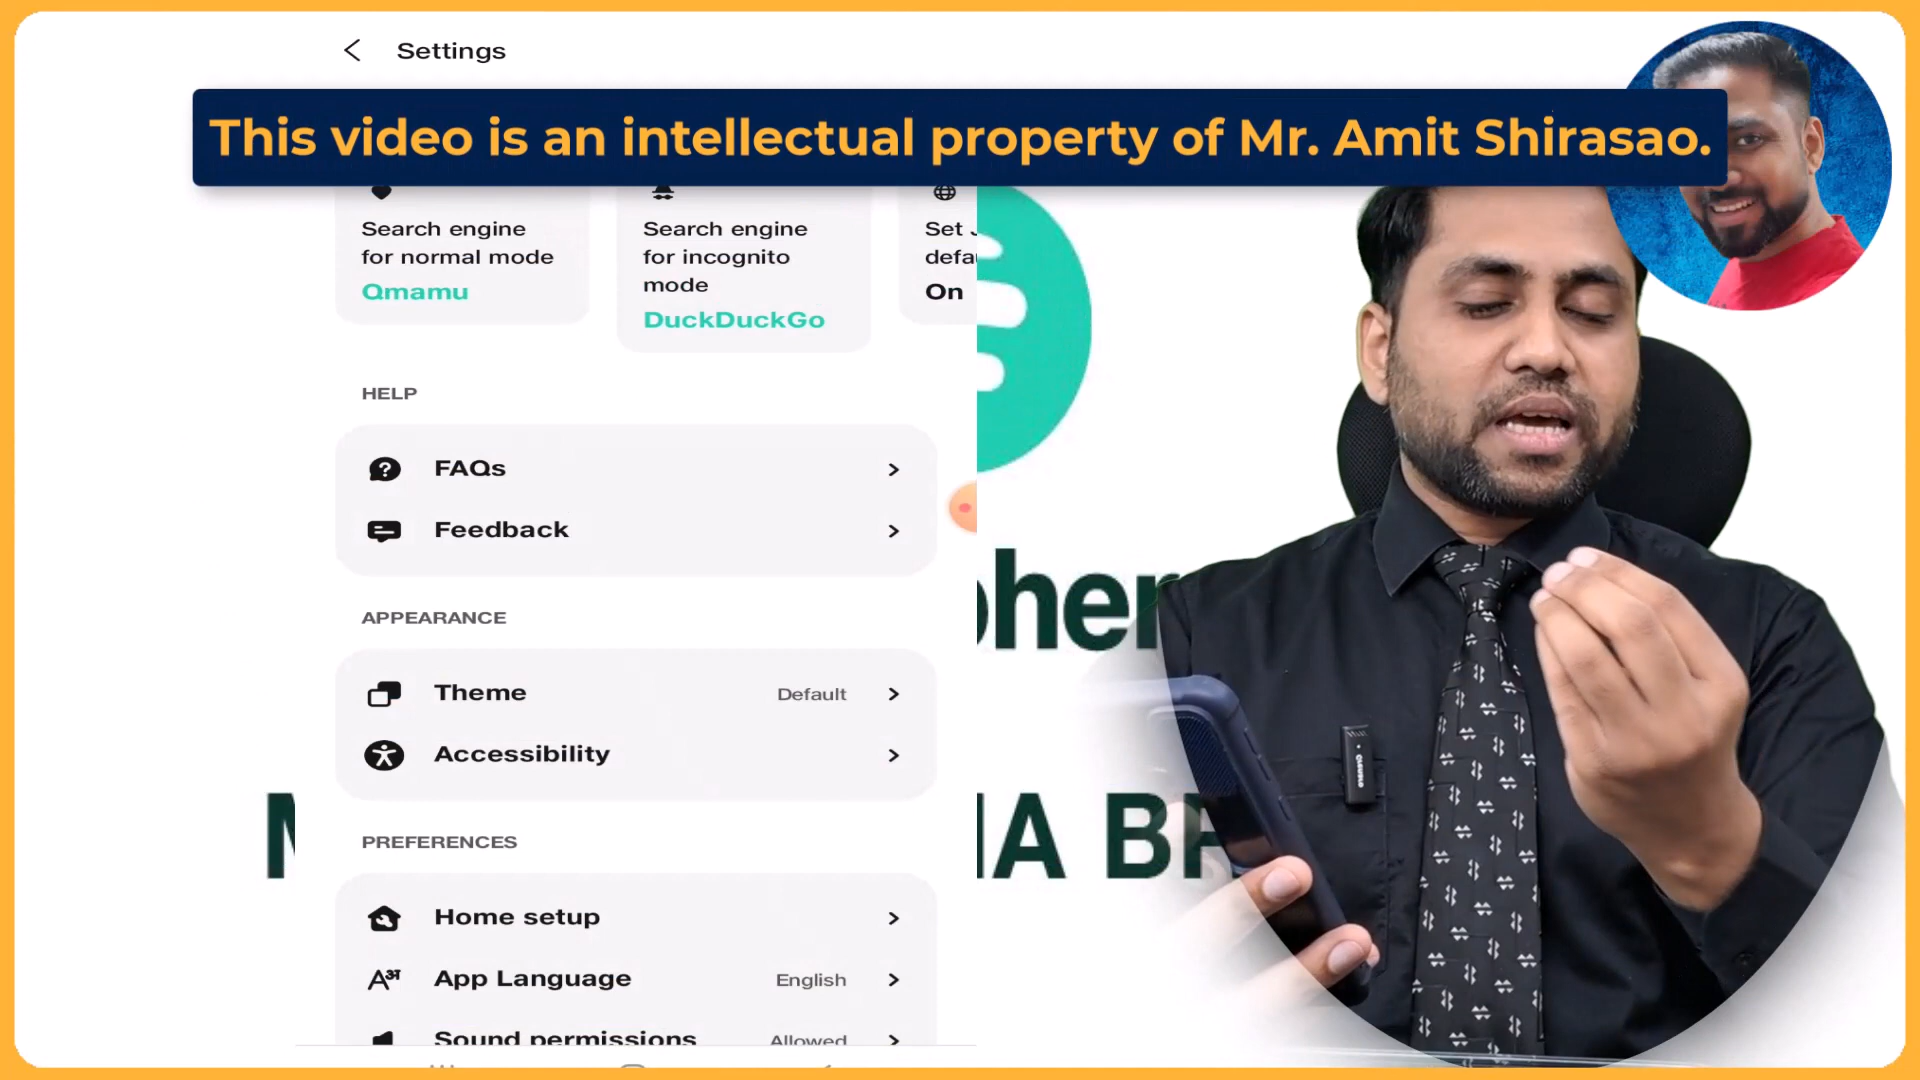 Settings
This video is an intellectual property of Mr. Amit Shirasao.
Search engine
for normal mode
Qmamu
Search engine
for incognito
mode
DuckDuckGo
Set
On
HELP
FAQs
Feedback
APPEARANCE
Theme Default
Accessibility
PREFERENCES
Home setup
App Language English
Sound permissions Allowed